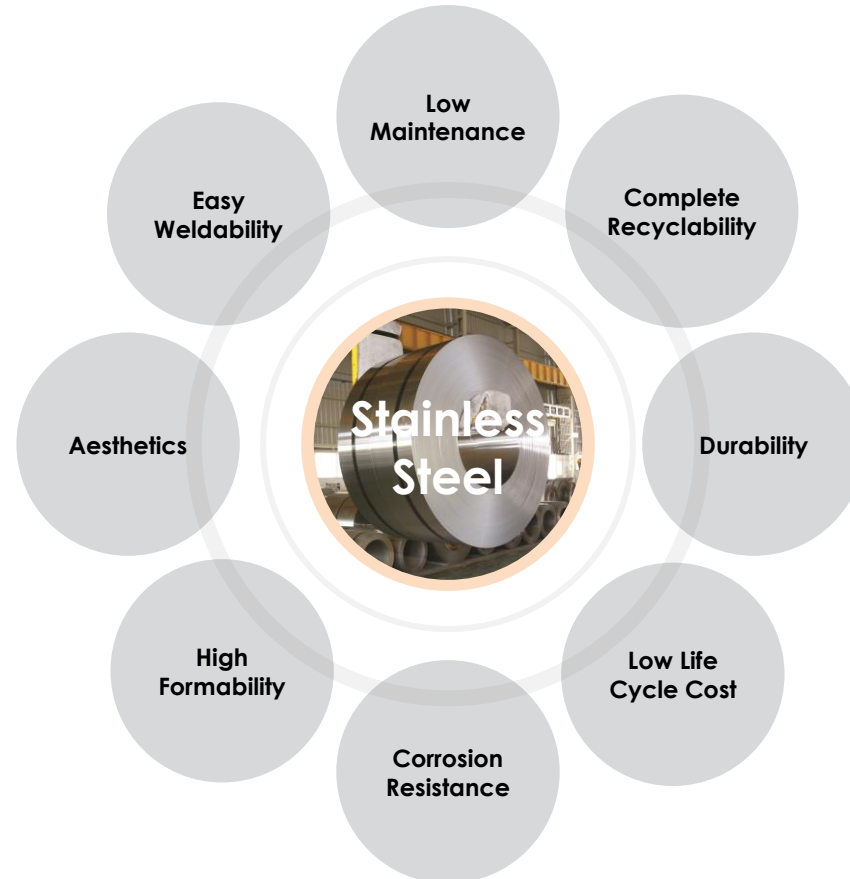 Low
Maintenance
Easy
Weldability
Complete
Recyclability
Stainless
Steel
Aesthetics
Durability
High
Formability
Low Life
Cycle Cost
Corrosion
Resistance